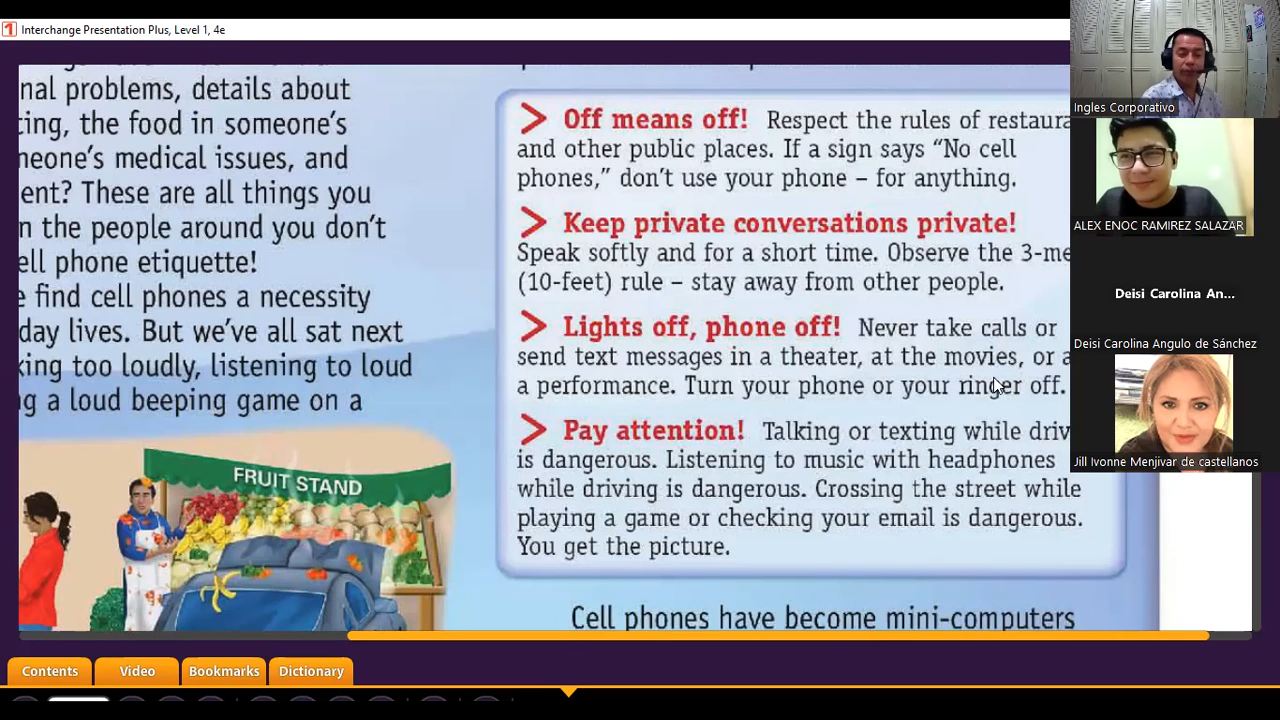 Interchange Presentation Plus, Level 1, 4e
nal problems, details about
the food in someone's
medical issues, and
These are all things you
the people around you don't
phone etiquette!
find cell phones a necessity
day lives. But we've all sat next
too loudly, listening to loud
a loud beeping game on a
FRUIT STAND
> Off means off! Respect the rules of
and other public places. If a sign says “No cell
phones,” don't use your phone – for anything.
> Keep private conversations private!
Speak softly and for a short time. Observe the
(10-feet) rule – stay away from other people.
> Lights off, phone off! Never take calls or
send text messages in a theater, at the movies, or
a performance. Turn your phone or your ringer off.
> Pay attention! Talking or texting while
is dangerous. Listening to music with headphones
while driving is dangerous. Crossing the street while
playing a game or checking your email is dangerous.
You get the picture.
Cell phones have become mini-computers
Ingles Corporativo
ALEX ENOC RAMIREZ SALAZAR
Deisi Carolina An...
Deisi Carolina Angulo de Sánchez
Jill Ivonne Menjivar de castellanos
Contents
Video
Bookmarks
Dictionary